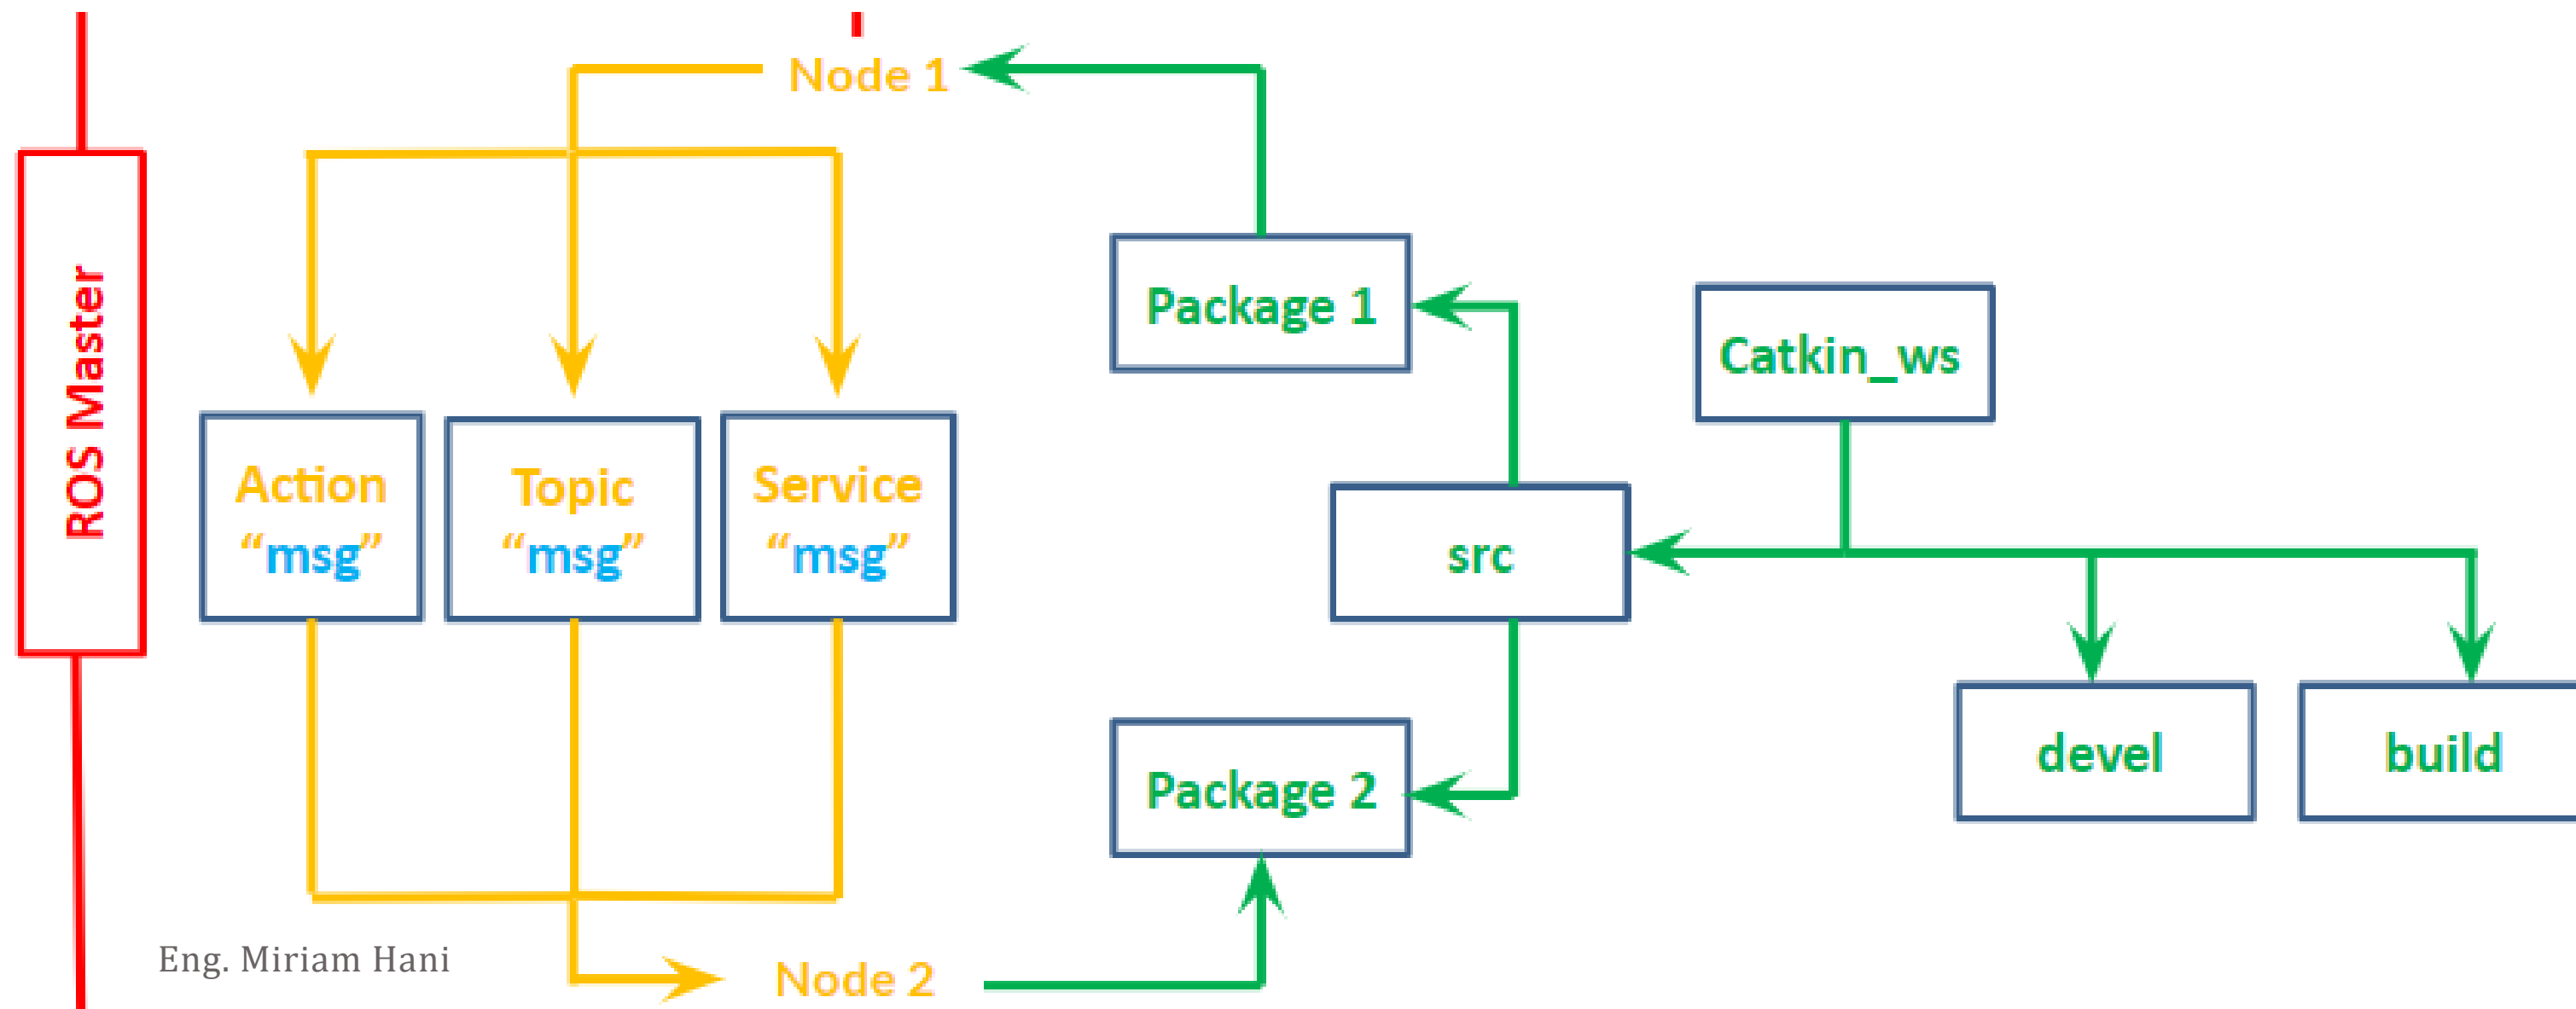 Node 1
ROS Master
Package 1
Catkin_ws
Action
“msg”
Topic
“msg”
Service
“msg”
src
Package 2
devel
build
Eng. Miriam Hani
Node 2